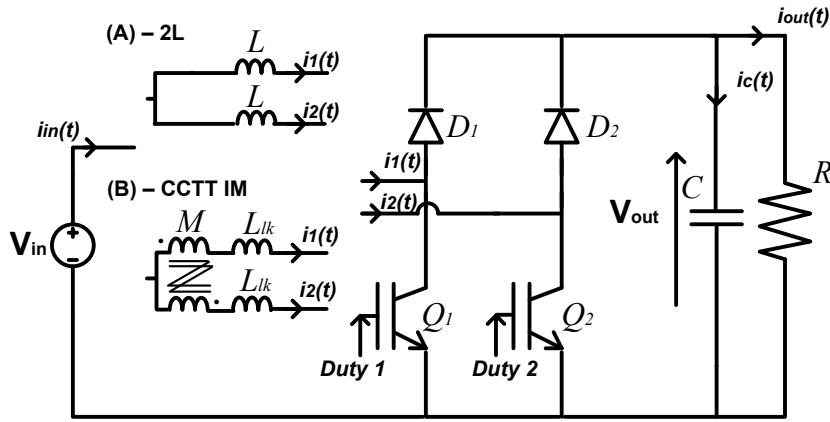 (A) – 2L
L
i1(t)
L
i2(t)
iin(t)
(B) – CCTT IM
M
Llk
i1(t)
Llk
i2(t)
Vin
+
−
i1(t)
i2(t)
D1
D2
Q1
Q2
Duty 1
Duty 2
iout(t)
ic(t)
Vout
C
R